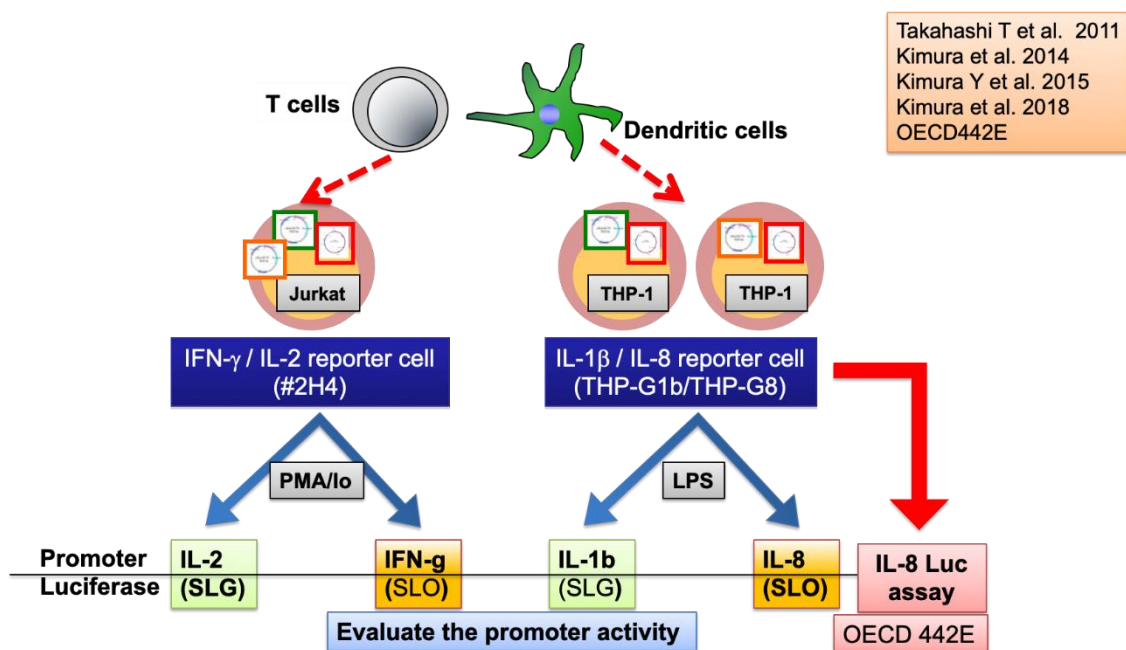 Takahashi T et al. 2011
Kimura et al. 2014
Kimura Y et al. 2015
Kimura et al. 2018
OECD442E
T cells
Dendritic cells
Jurkat
THP-1
THP-1
IFN-γ / IL-2 reporter cell
(#2H4)
IL-1β / IL-8 reporter cell
(THP-G1b/THP-G8)
PMA/Io
LPS
Promoter
Luciferase
IL-2
(SLG)
IFN-g
(SLO)
IL-1b
(SLG)
IL-8
(SLO)
IL-8 Luc
assay
Evaluate the promoter activity
OECD 442E